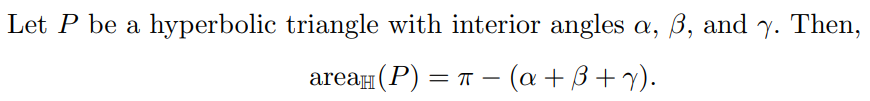 Let P be a hyperbolic triangle with interior angles α, β, and γ. Then,
area_ℍ(P) = π − (α + β + γ).